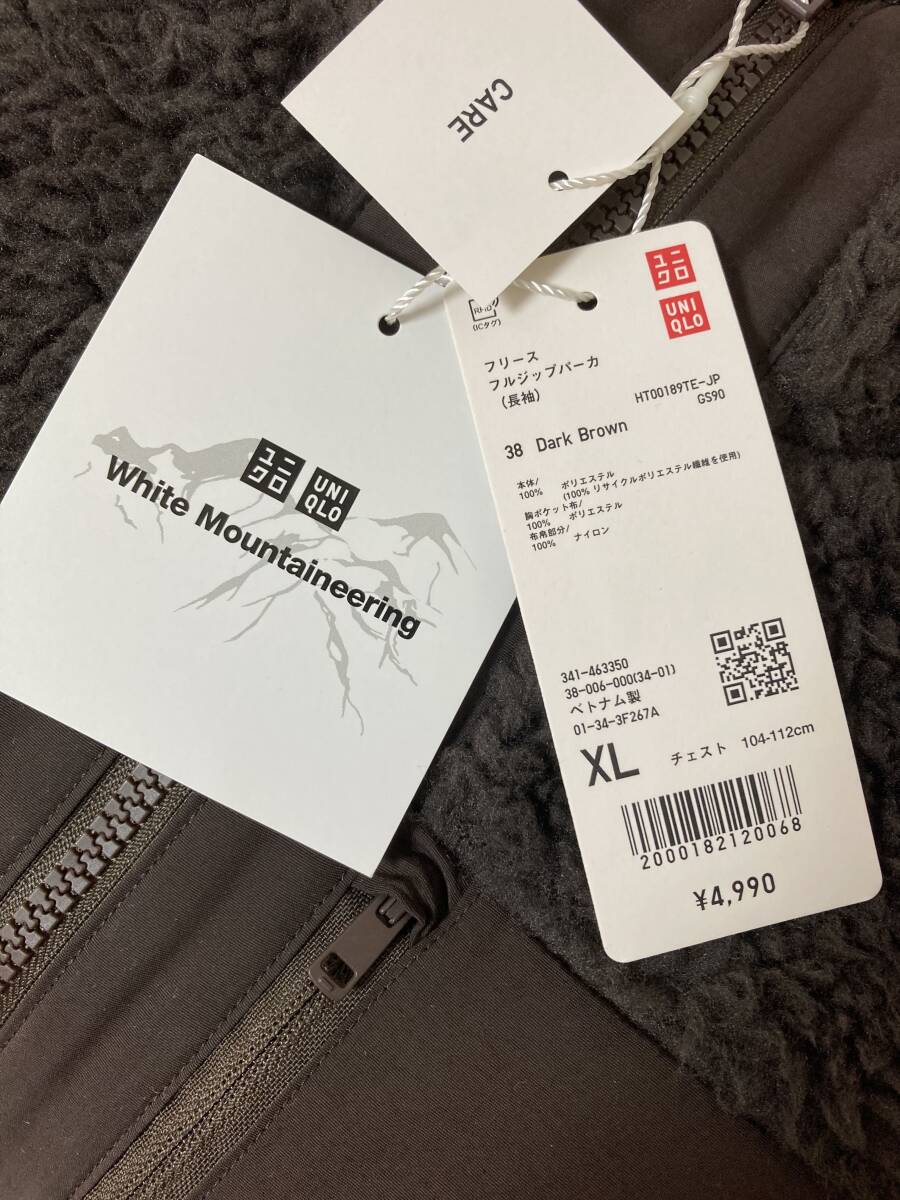 CARE
ユニ
クロ
UNI
QLO
White Mountaineering
ユニ
クロ
UNI
QLO
RFID
(ICタグ)
フリース
フルジップパーカ
(長袖)
HT00189TE-JP
GS90
38 Dark Brown
本体/
100% ポリエステル
(100% リサイクルポリエステル繊維を使用)
胸ポケット布/
100% ポリエステル
布帛部分/
100% ナイロン
341-463350
38-006-000(34-01)
ベトナム製
01-34-3F267A
XL チェスト 104-112cm
2000182120068
¥4,990